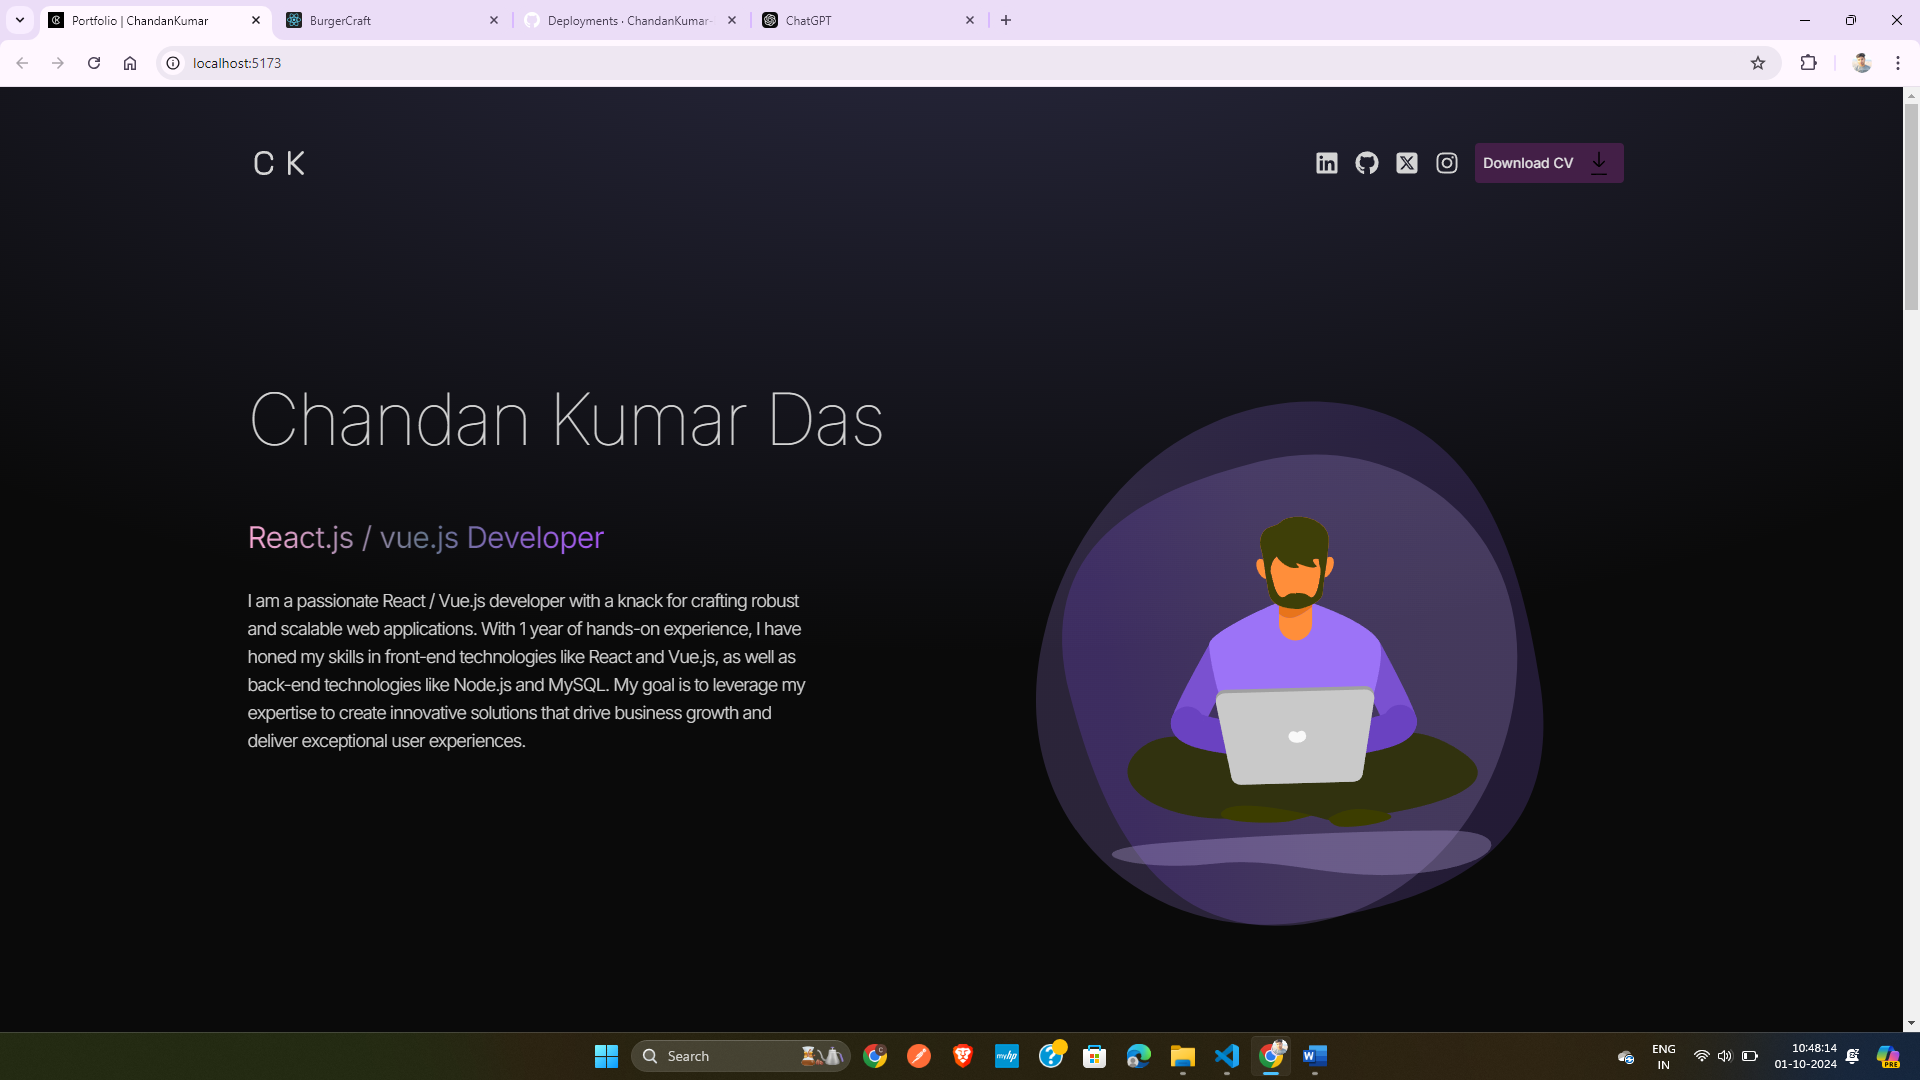 Portfolio | ChandanKumar
BurgerCraft
Deployments · ChandanKumar-
ChatGPT
localhost:5173
C K
Download CV
Chandan Kumar Das
React.js / vue.js Developer
I am a passionate React / Vue.js developer with a knack for crafting robust
and scalable web applications. With 1 year of hands-on experience, I have
honed my skills in front-end technologies like React and Vue.js, as well as
back-end technologies like Node.js and MySQL. My goal is to leverage my
expertise to create innovative solutions that drive business growth and
deliver exceptional user experiences.
Search
myhp
ENG
IN
10:48:14
01-10-2024
PRE